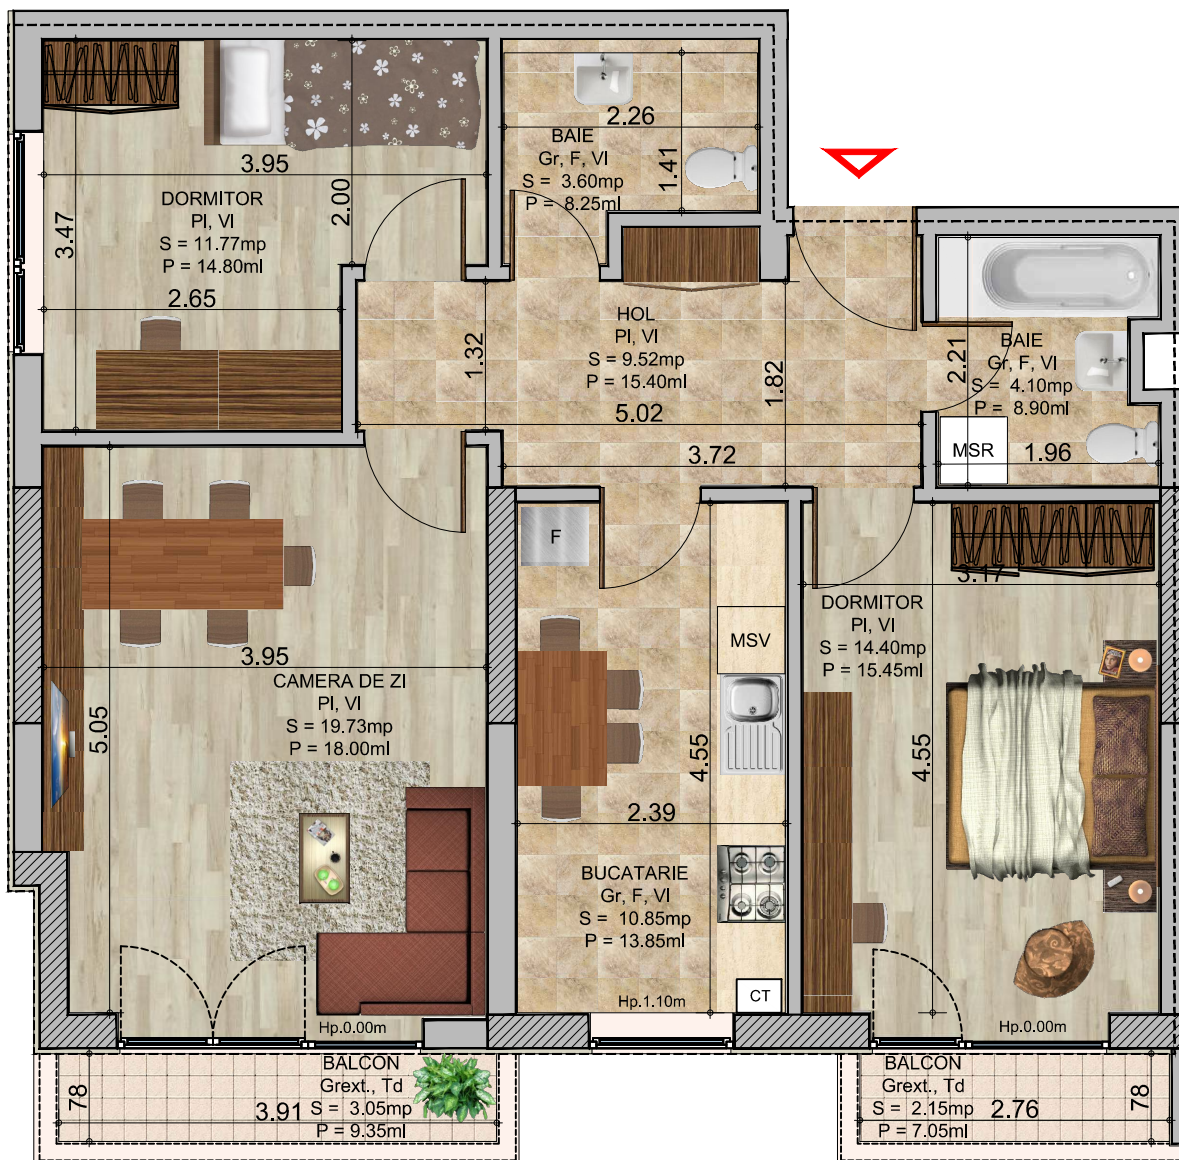 3.95
DORMITOR
Pl, Vl
S = 11.77mp
P = 14.80ml
3.47
2.00
2.65
2.26
BAIE
Gr, F, Vl
S = 3.60mp
P = 8.25ml
1.41
HOL
Pl, Vl
S = 9.52mp
P = 15.40ml
1.32
1.82
5.02
3.72
2.21
BAIE
Gr, F, Vl
S = 4.10mp
P = 8.90ml
MSR
1.96
3.95
CAMERA DE ZI
Pl, Vl
S = 19.73mp
P = 18.00ml
5.05
Hp.0.00m
F
MSV
4.55
2.39
BUCATARIE
Gr, F, Vl
S = 10.85mp
P = 13.85ml
CT
Hp.1.10m
3.17
DORMITOR
Pl, Vl
S = 14.40mp
P = 15.45ml
4.55
Hp.0.00m
BALCON
Grext., Td
S = 3.05mp
P = 9.35ml
78
3.91
BALCON
Grext., Td
S = 2.15mp
P = 7.05ml
2.76
78